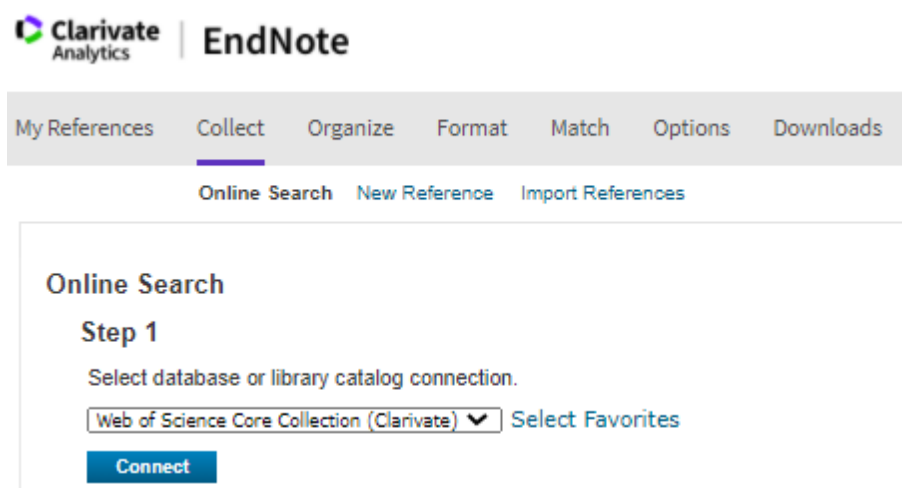 Clarivate
Analytics
EndNote
My References Collect Organize Format Match Options Downloads
Online Search New Reference Import References
Online Search
Step 1
Select database or library catalog connection.
Web of Science Core Collection (Clarivate) Select Favorites
Connect